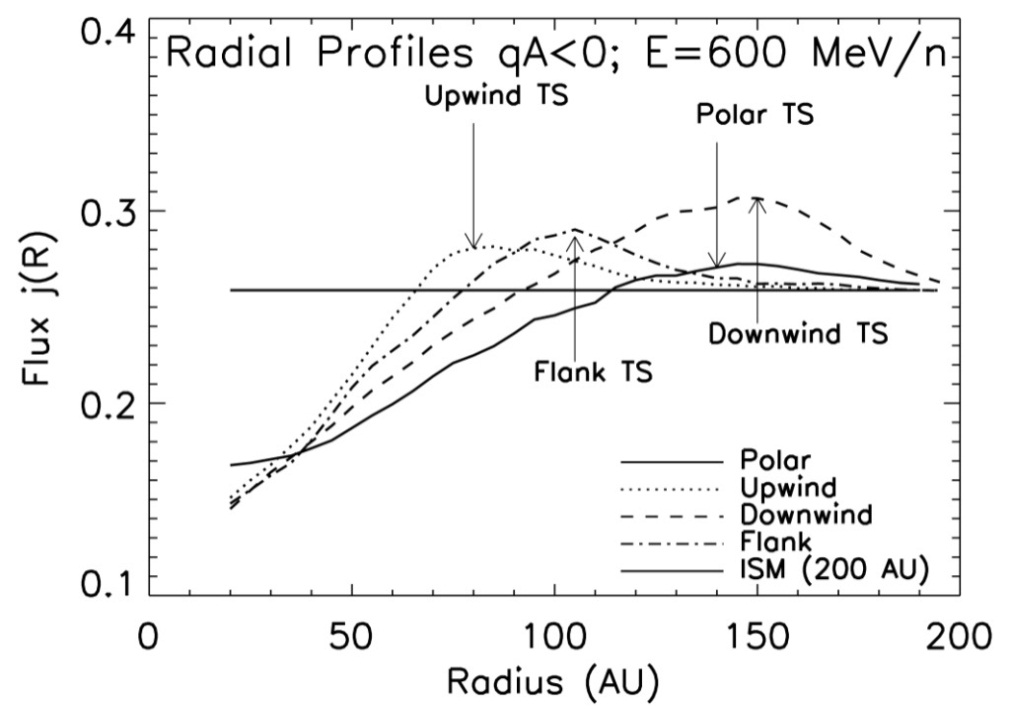 Radial Profiles qA<0; E=600 MeV/n
Upwind TS
Polar TS
Downwind TS
Flank TS
Polar
Upwind
Downwind
Flank
ISM (200 AU)
0.4
0.3
0.2
0.1
Flux j(R)
0 50 100 150 200
Radius (AU)